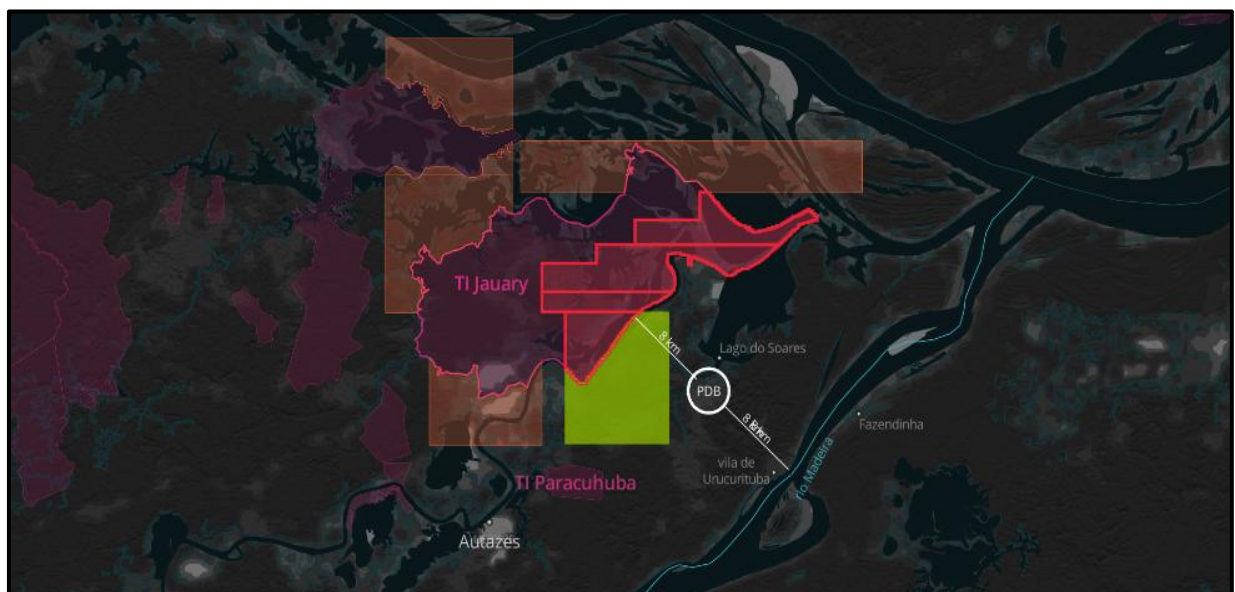 TI Jauary
8 km
Lago do Soares
PDB
Fazendinha
vila de
Urucurituba
rio Madeira
TI Paracuhuba
Autazes